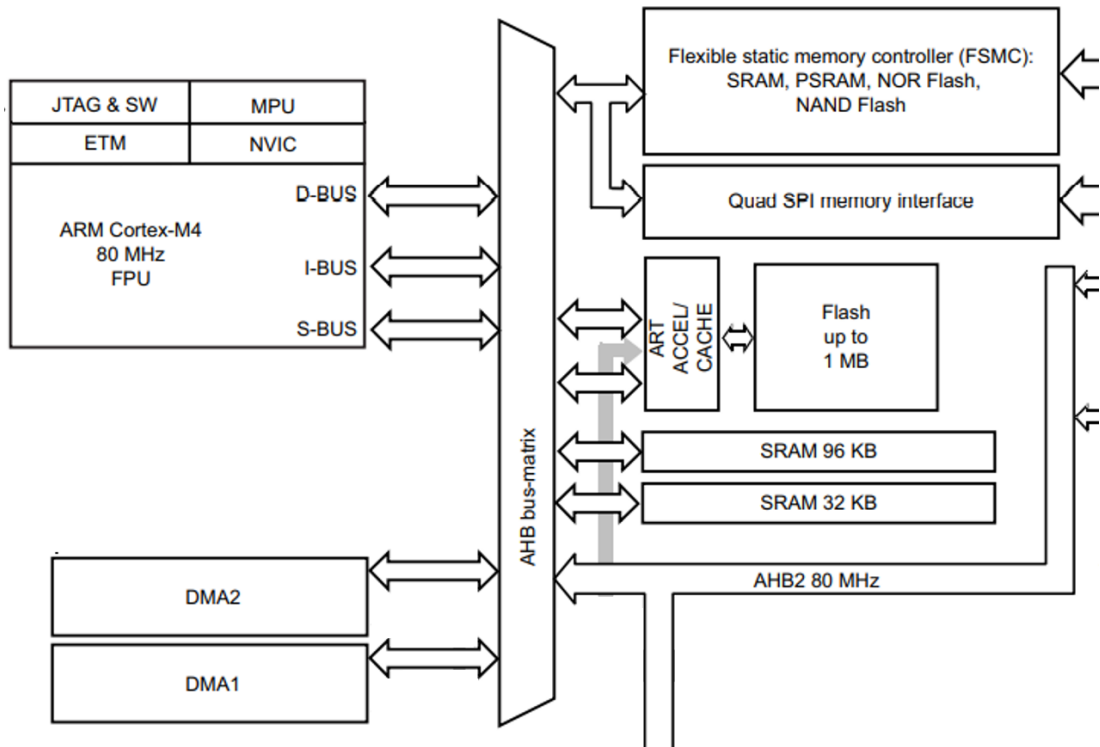 JTAG & SW
MPU
ETM
NVIC
D-BUS
ARM Cortex-M4
80 MHz
FPU
I-BUS
S-BUS
DMA2
DMA1
AHB bus-matrix
Flexible static memory controller (FSMC):
SRAM, PSRAM, NOR Flash,
NAND Flash
Quad SPI memory interface
ART
ACCEL/
CACHE
Flash
up to
1 MB
SRAM 96 KB
SRAM 32 KB
AHB2 80 MHz